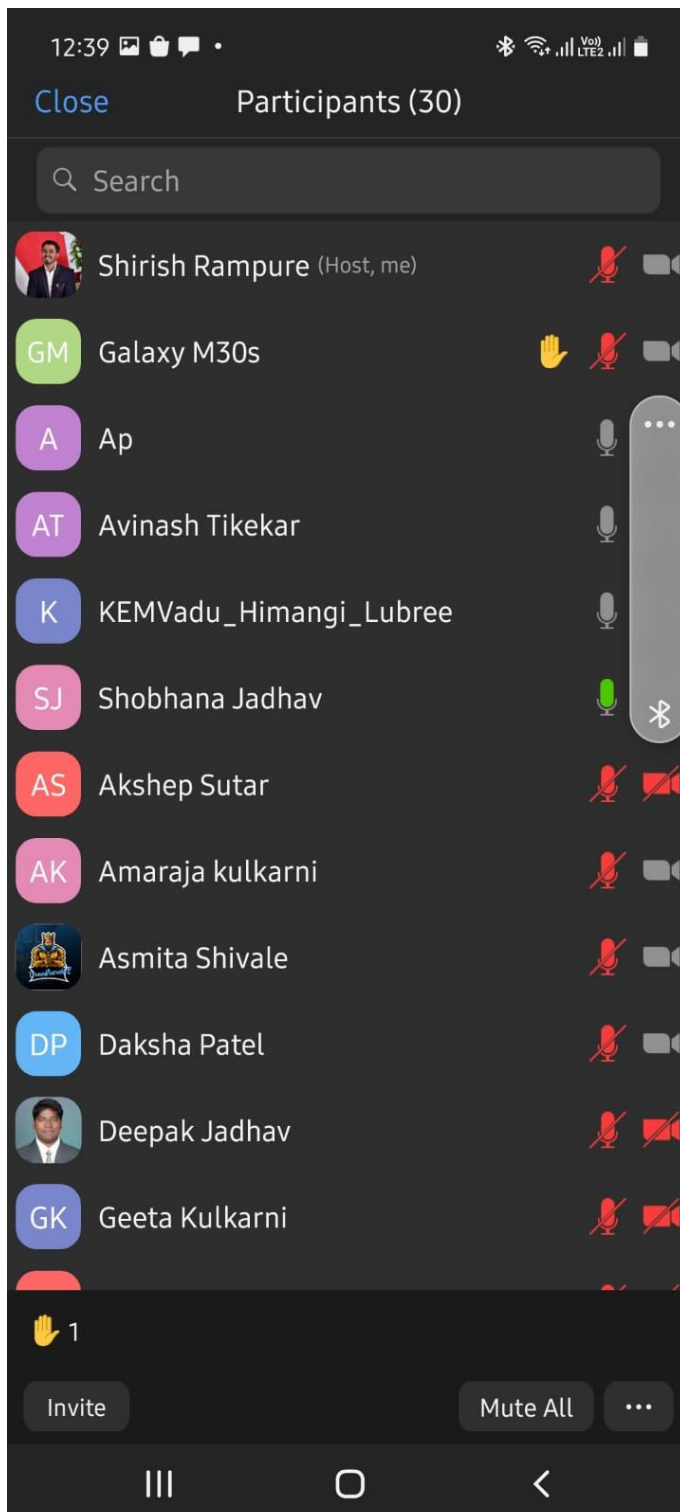 12:39 Vo)) LTE2
Close Participants (30)
Search
Shirish Rampure (Host, me)
GM Galaxy M30s
A Ap
AT Avinash Tikekar
K KEMVadu_Himangi_Lubree
SJ Shobhana Jadhav
AS Akshep Sutar
AK Amaraja kulkarni
Asmita Shivale
DP Daksha Patel
Deepak Jadhav
GK Geeta Kulkarni
1
Invite Mute All